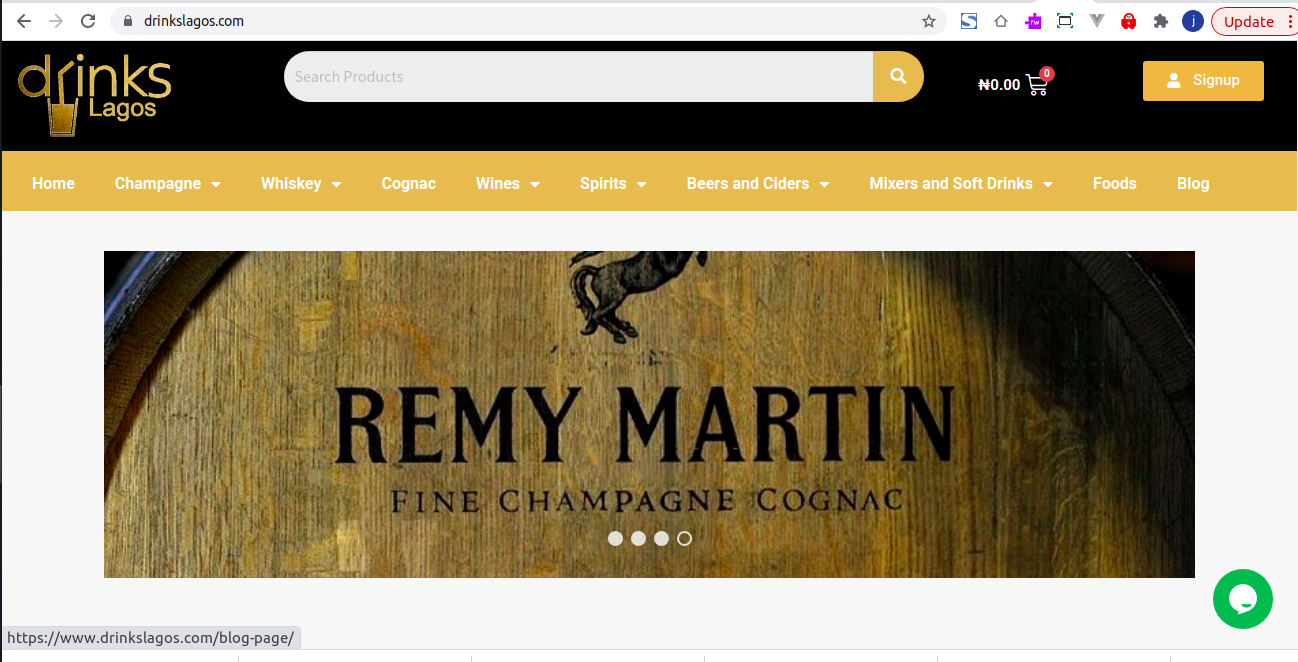 drinkslagos.com
j
Update
drinks
Lagos
Search Products
₦0.00
0
Signup
Home
Champagne
Whiskey
Cognac
Wines
Spirits
Beers and Ciders
Mixers and Soft Drinks
Foods
Blog
REMY MARTIN
FINE CHAMPAGNE COGNAC
https://www.drinkslagos.com/blog-page/